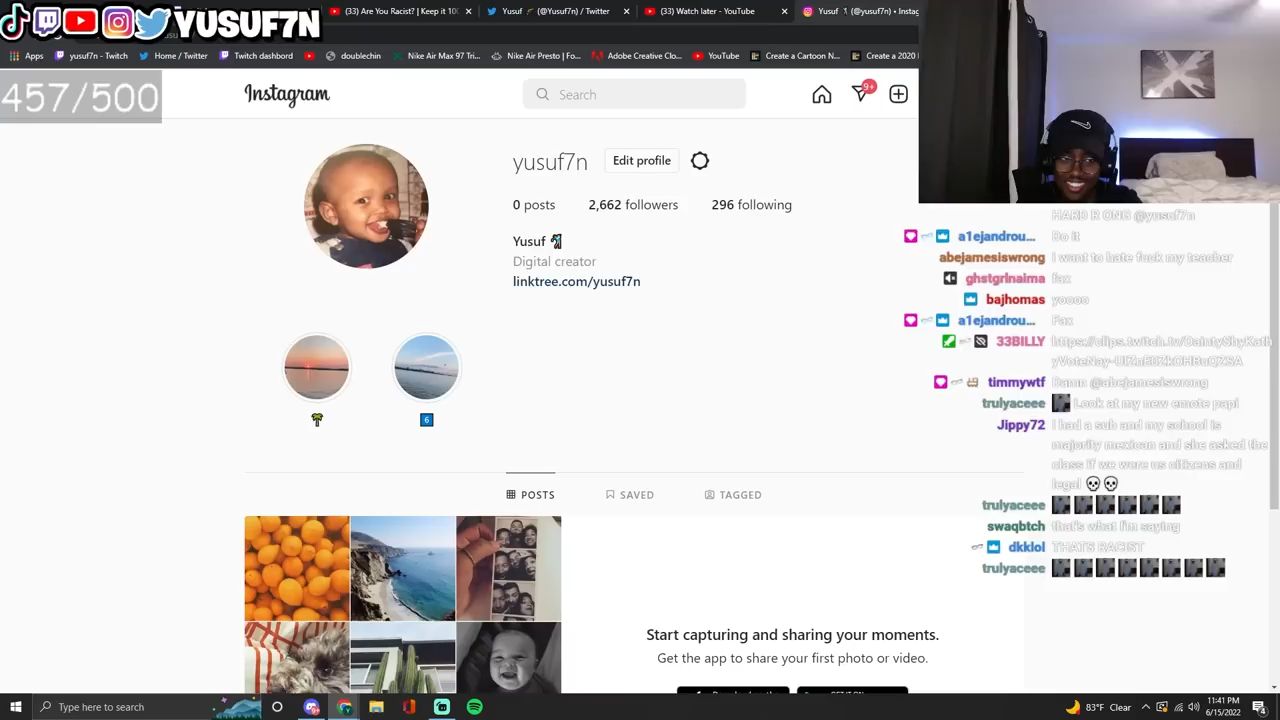 YUSUF7N
(33) Are You Racist? | Keep it 10
Yusuf
(@yusuf7n) / Twitter
(33) Watch later - YouTube
Yusuf
(@yusuf7n) • Instag
Apps
yusuf7n - Twitch
Home / Twitter
Twitch dashbord
doublechin
Nike Air Max 97 Tri...
Nike Air Presto | Fo...
Adobe Creative Clo...
YouTube
Create a Cartoon N...
Create a 2020
457/500
Instagram
Search
9+
yusuf7n
Edit profile
0 posts
2,662 followers
296 following
Yusuf
Digital creator
linktree.com/yusuf7n
6
POSTS
SAVED
TAGGED
Start capturing and sharing your moments.
Get the app to share your first photo or video.
HARD R ONG @yusuf7n
a1ejandrou... Do it
abejamesiswrong I want to hate fuck my teacher
ghstgrlnaima fax
bajhomas yoooo
a1ejandrou... Fax
33BILLY
timmywtf Damn @abejamesiswrong
trulyaceee Look at my new emote papi
Jippy72 I had a sub and my school is
majority mexican and she asked the
class if we were us citizens and
legal 💀💀
trulyaceee
swaqbtch that's what I'm saying
dkklol THATS RACIST
trulyaceee
Type here to search
83°F Clear
11:41 PM
6/15/2022
4